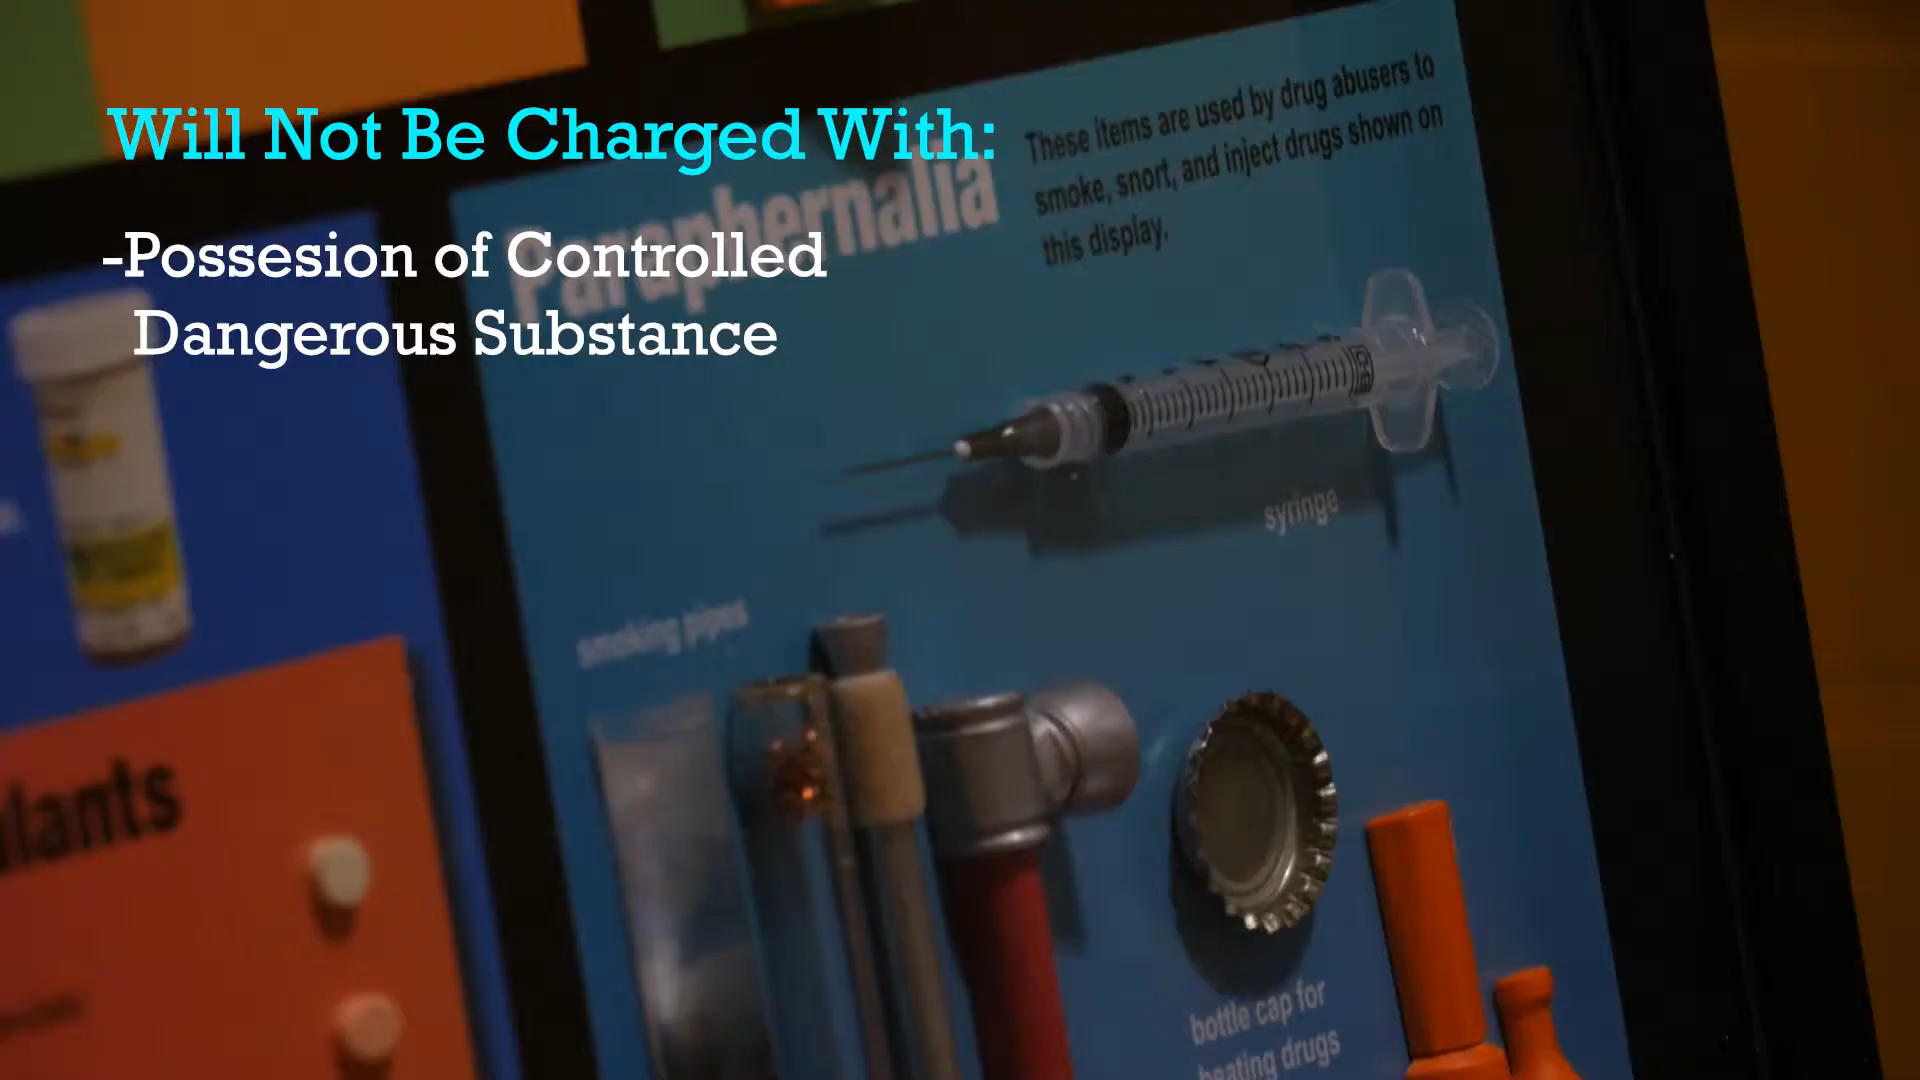 Will Not Be Charged With:
-Possesion of Controlled
Dangerous Substance
Paraphernalia
These items are used by drug abusers to
smoke, snort, and inject drugs shown on
this display.
syringe
smoking pipes
lants
bottle cap for
heating drugs